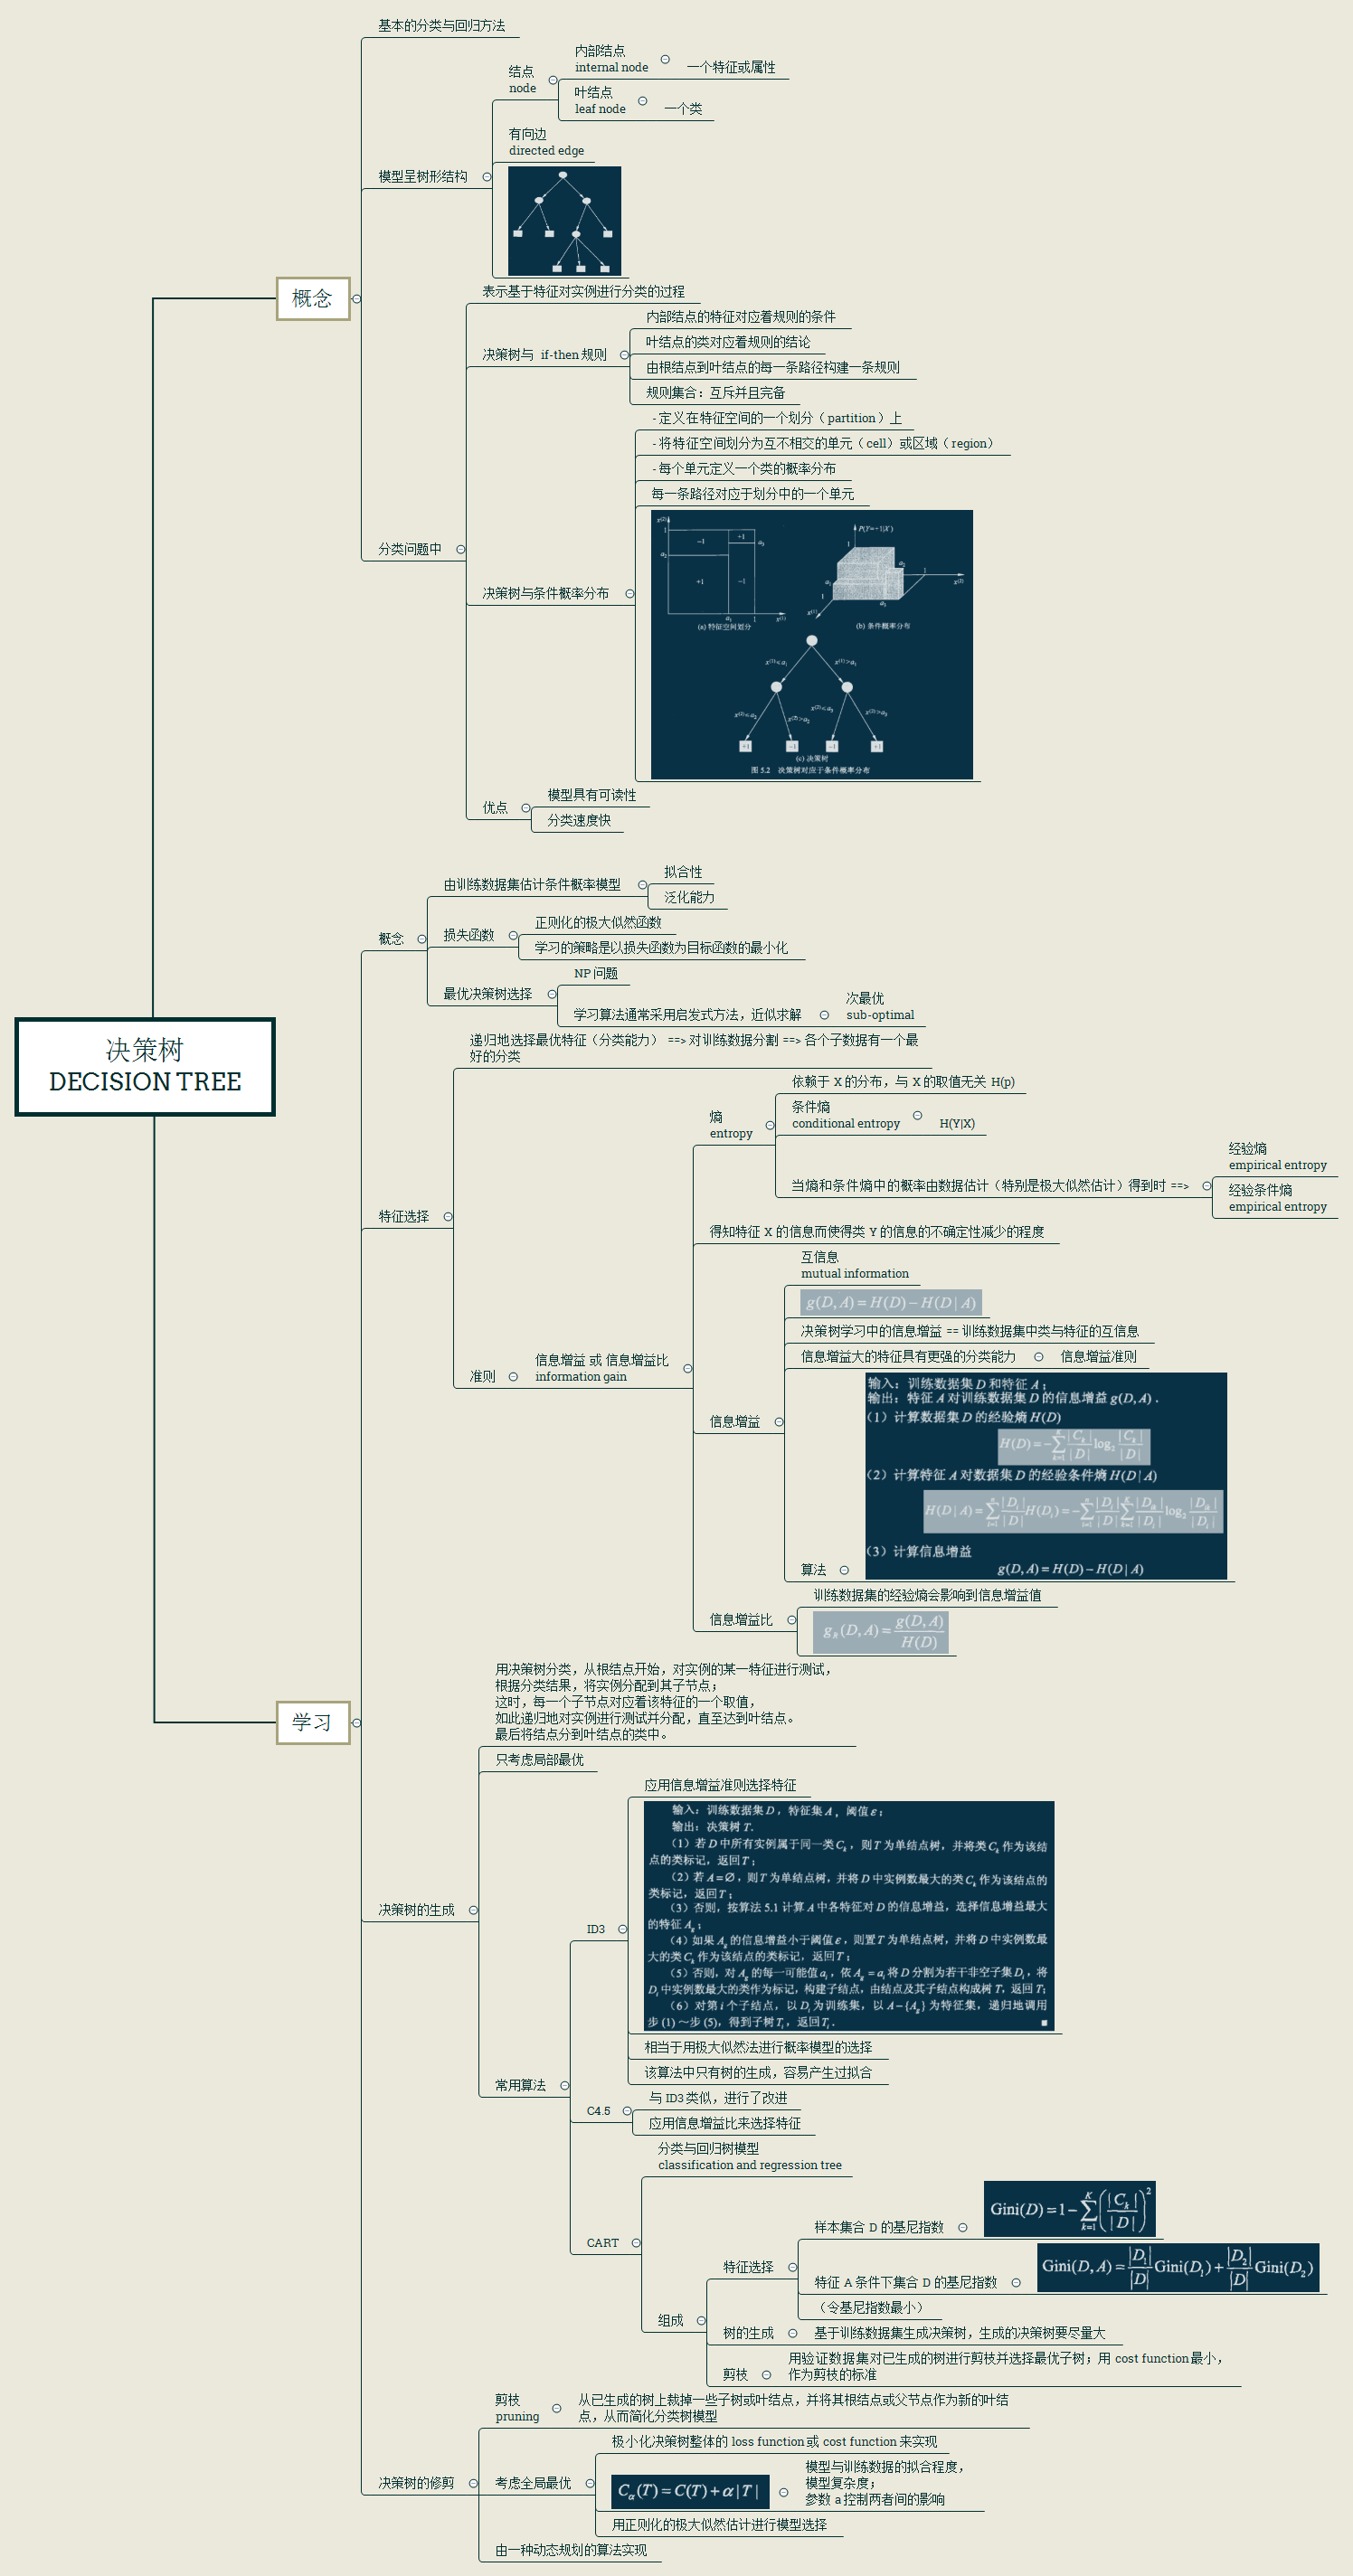 基本的分类与回归方法
内部结点
internal node
一个特征或属性
结点
node
叶结点
leaf node
一个类
有向边
directed edge
模型呈树形结构
概念
表示基于特征对实例进行分类的过程
内部结点的特征对应着规则的条件
决策树与 if-then 规则
叶结点的类对应着规则的结论
由根结点到叶结点的每一条路径构建一条规则
规则集合：互斥并且完备
- 定义在特征空间的一个划分（partition）上
- 将特征空间划分为互不相交的单元（cell）或区域（region）
- 每个单元定义一个类的概率分布
每一条路径对应于划分中的一个单元
分类问题中
决策树与条件概率分布
x(2)
1
a2
-1
+1
a3
+1
-1
a1
1
x(1)
(a) 特征空间划分
P(Y=+1|X)
1
a2
1
x(2)
a1
1
a3
x(1)
(b) 条件概率分布
x(1)≤a1
x(1)>a1
x(2)≤a2
x(2)>a2
x(2)≤a3
x(2)>a3
+1
-1
-1
+1
(c) 决策树
图 5.2 决策树对应于条件概率分布
优点
模型具有可读性
分类速度快
决策树
DECISION TREE
由训练数据集估计条件概率模型
拟合性
泛化能力
概念
损失函数
正则化的极大似然函数
学习的策略是以损失函数为目标函数的最小化
最优决策树选择
NP 问题
学习算法通常采用启发式方法，近似求解
次最优
sub-optimal
递归地选择最优特征（分类能力） ==> 对训练数据分割 ==> 各个子数据有一个最
好的分类
特征选择
熵
entropy
依赖于 X 的分布，与 X 的取值无关 H(p)
条件熵
conditional entropy
H(Y|X)
当熵和条件熵中的概率由数据估计（特别是极大似然估计）得到时 ==>
经验熵
empirical entropy
经验条件熵
empirical entropy
准则
信息增益 或 信息增益比
information gain
得知特征 X 的信息而使得类 Y 的信息的不确定性减少的程度
信息增益
互信息
mutual information
g(D,A)=H(D)−H(D|A)
决策树学习中的信息增益 == 训练数据集中类与特征的互信息
信息增益大的特征具有更强的分类能力
信息增益准则
算法
输入：训练数据集 D 和特征 A；
输出：特征 A 对训练数据集 D 的信息增益 g(D,A)．
（1）计算数据集 D 的经验熵 H(D)
H(D)=−∑_{k=1}^{K} |C_k|/|D| log_2 |C_k|/|D|
（2）计算特征 A 对数据集 D 的经验条件熵 H(D|A)
H(D|A)=∑_{i=1}^{n} |D_i|/|D| H(D_i)=−∑_{i=1}^{n} |D_i|/|D| ∑_{k=1}^{K} |D_ik|/|D_i| log_2 |D_ik|/|D_i|
（3）计算信息增益
g(D,A)=H(D)−H(D|A)
信息增益比
训练数据集的经验熵会影响到信息增益值
g_R(D,A)=g(D,A)/H(D)
学习
用决策树分类，从根结点开始，对实例的某一特征进行测试，
根据分类结果，将实例分配到其子节点；
这时，每一个子节点对应着该特征的一个取值，
如此递归地对实例进行测试并分配，直至达到叶结点。
最后将结点分到叶结点的类中。
只考虑局部最优
决策树的生成
常用算法
ID3
应用信息增益准则选择特征
输入：训练数据集 D，特征集 A，阈值 ε；
输出：决策树 T．
（1）若 D 中所有实例属于同一类 C_k，则 T 为单结点树，并将类 C_k 作为该结
点的类标记，返回 T；
（2）若 A=∅，则 T 为单结点树，并将 D 中实例数最大的类 C_k 作为该结点的
类标记，返回 T；
（3）否则，按算法 5.1 计算 A 中各特征对 D 的信息增益，选择信息增益最大
的特征 A_g；
（4）如果 A_g 的信息增益小于阈值 ε，则置 T 为单结点树，并将 D 中实例数最
大的类 C_k 作为该结点的类标记，返回 T；
（5）否则，对 A_g 的每一可能值 a_i，依 A_g=a_i 将 D 分割为若干非空子集 D_i，将
D_i 中实例数最大的类作为标记，构建子结点，由结点及其子结点构成树 T，返回 T；
（6）对第 i 个子结点，以 D_i 为训练集，以 A−{A_g} 为特征集，递归地调用
步 (1)～步 (5)，得到子树 T_i，返回 T_i．
相当于用极大似然法进行概率模型的选择
该算法中只有树的生成，容易产生过拟合
C4.5
与 ID3 类似，进行了改进
应用信息增益比来选择特征
CART
分类与回归树模型
classification and regression tree
组成
特征选择
样本集合 D 的基尼指数
Gini(D)=1−∑_{k=1}^{K}(|C_k|/|D|)^2
特征 A 条件下集合 D 的基尼指数
Gini(D,A)=|D_1|/|D| Gini(D_1)+|D_2|/|D| Gini(D_2)
（令基尼指数最小）
树的生成
基于训练数据集生成决策树，生成的决策树要尽量大
剪枝
用验证数据集对已生成的树进行剪枝并选择最优子树；用 cost function 最小，
作为剪枝的标准
决策树的修剪
剪枝
pruning
从已生成的树上裁掉一些子树或叶结点，并将其根结点或父节点作为新的叶结
点，从而简化分类树模型
考虑全局最优
极小化决策树整体的 loss function 或 cost function 来实现
C_α(T)=C(T)+α|T|
模型与训练数据的拟合程度，
模型复杂度；
参数 a 控制两者间的影响
用正则化的极大似然估计进行模型选择
由一种动态规划的算法实现